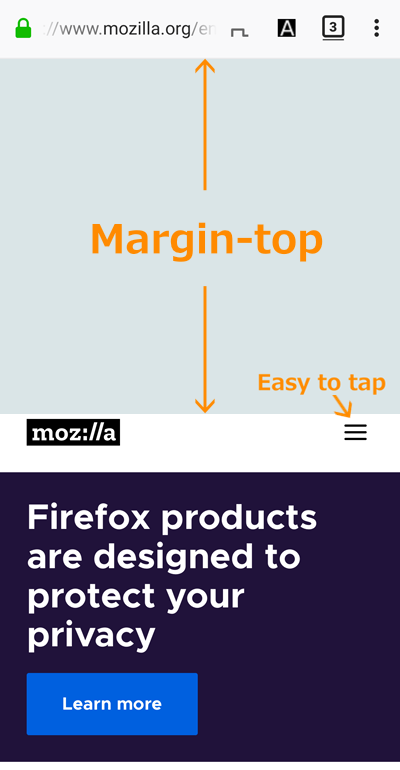 ://www.mozilla.org/en
A
3
Margin-top
Easy to tap
moz://a
Firefox products
are designed to
protect your
privacy
Learn more